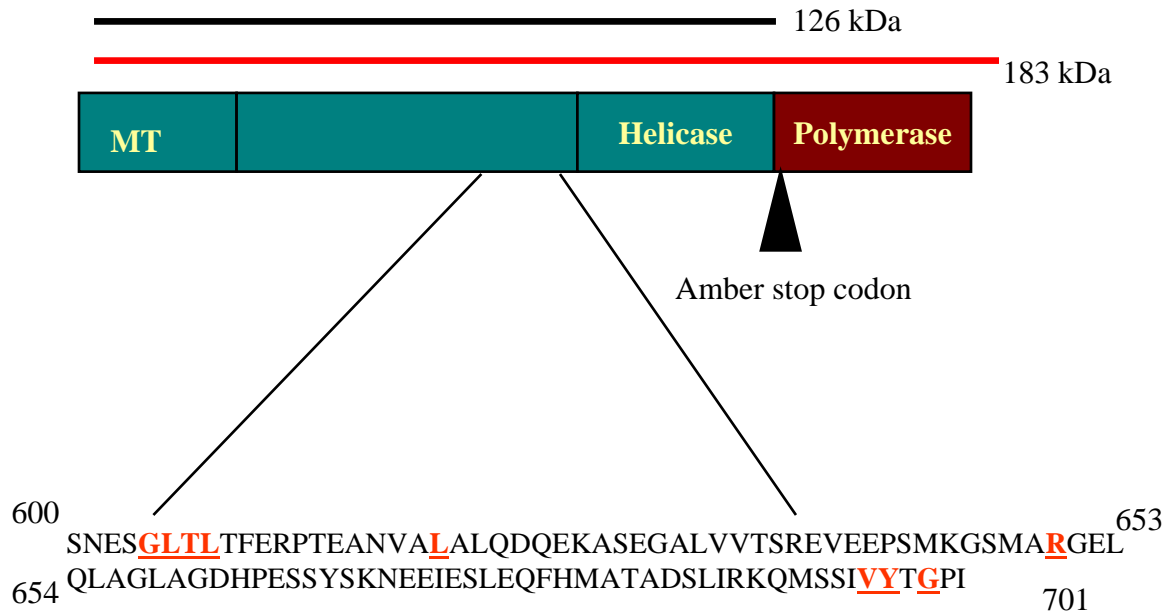 126 kDa
183 kDa
MT Helicase Polymerase
Amber stop codon
600
SNESGLTLTFERPTEANVALALQDQEKASEGALVVTSREVEEPSMKGSMARGEL
653
654
QLAGLAGDHPESSYSKNEEIESLEQFHMATADSLIRKQMSSIVYTGPI
701